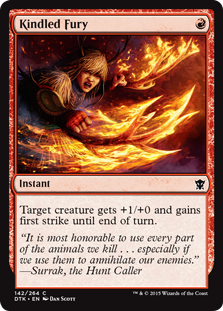 Kindled Fury
Instant
Target creature gets +1/+0 and gains
first strike until end of turn.
“It is most honorable to use every part
of the animals we kill . . . especially if
we use them to annihilate our enemies.”
—Surrak, the Hunt Caller
142/264 C
DTK • EN DAN SCOTT
™ & © 2015 Wizards of the Coast